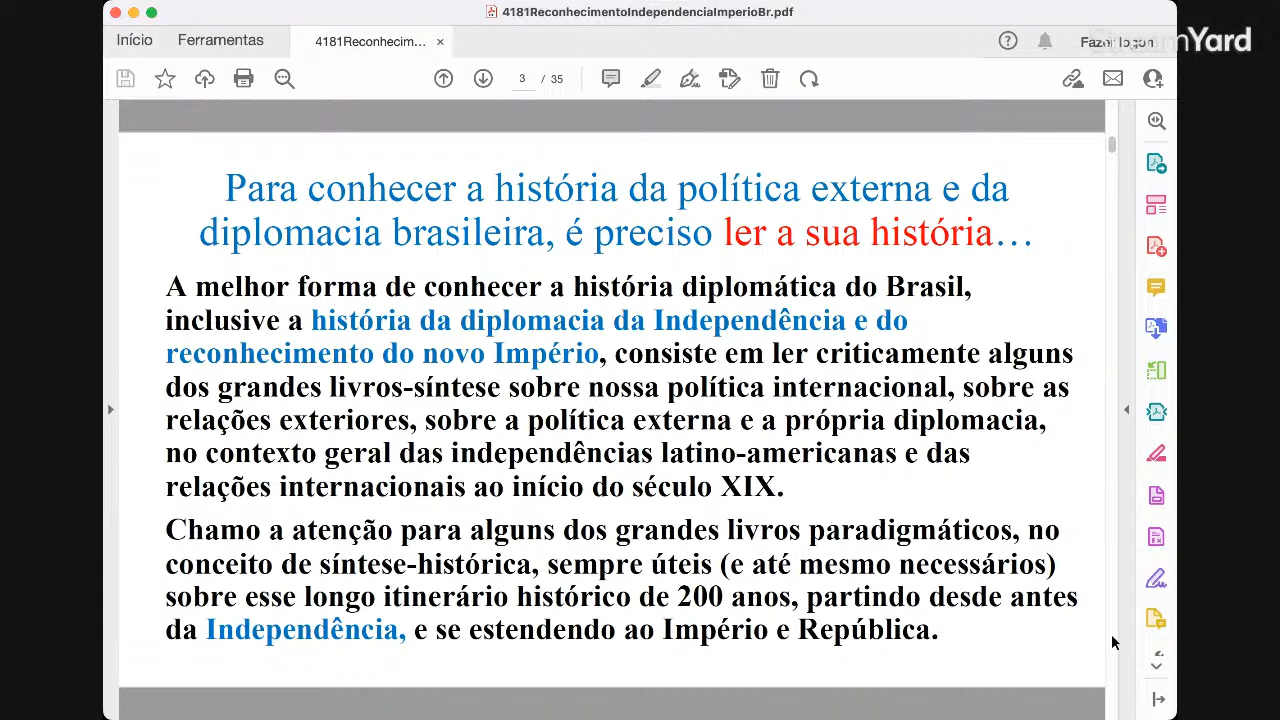 4181ReconhecimentoIndependenciaImperioBr.pdf
Início Ferramentas 4181Reconhecim... × Fazer logon
3 / 35
Para conhecer a história da política externa e da
diplomacia brasileira, é preciso ler a sua história…
A melhor forma de conhecer a história diplomática do Brasil,
inclusive a história da diplomacia da Independência e do
reconhecimento do novo Império, consiste em ler criticamente alguns
dos grandes livros-síntese sobre nossa política internacional, sobre as
relações exteriores, sobre a política externa e a própria diplomacia,
no contexto geral das independências latino-americanas e das
relações internacionais ao início do século XIX.
Chamo a atenção para alguns dos grandes livros paradigmáticos, no
conceito de síntese-histórica, sempre úteis (e até mesmo necessários)
sobre esse longo itinerário histórico de 200 anos, partindo desde antes
da Independência, e se estendendo ao Império e República.